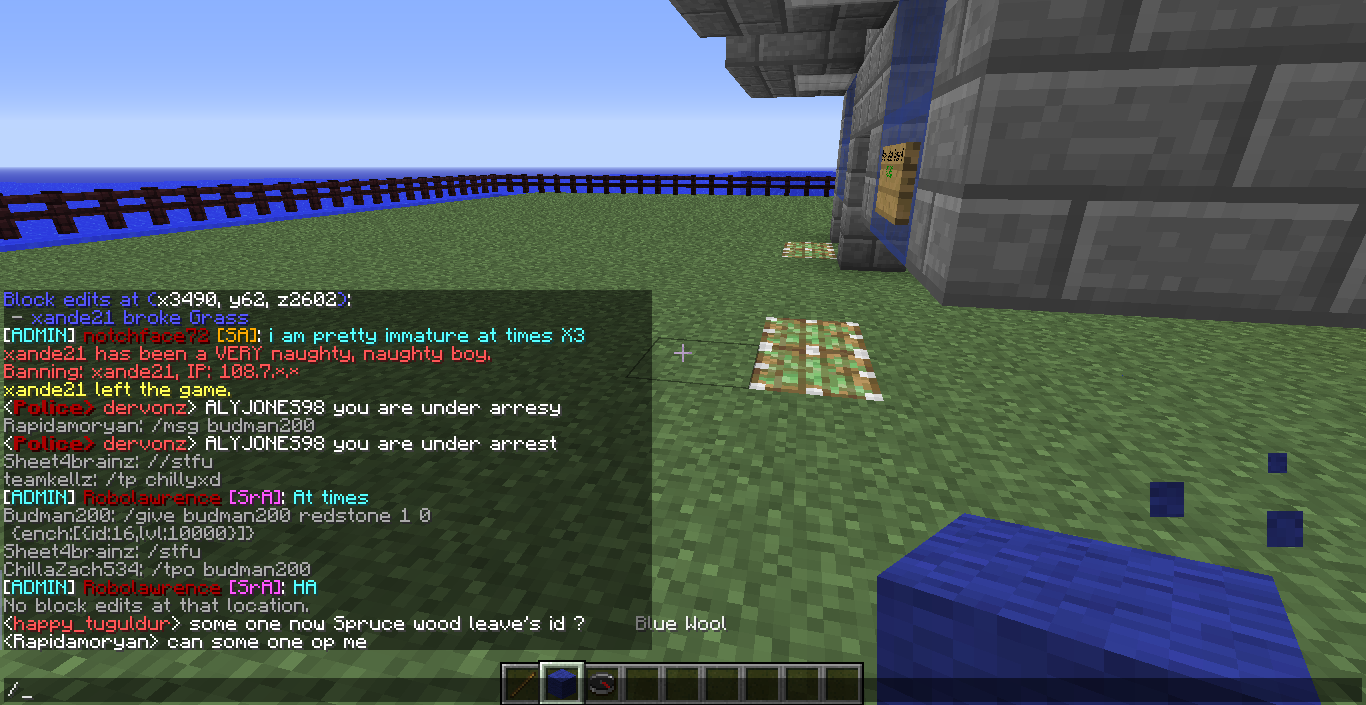 Block edits at (x3490, y62, z2602):
- xande21 broke Grass
[ADMIN] notchface72 [SA]: i am pretty immature at times X3
xande21 has been a VERY naughty, naughty boy.
Banning: xande21, IP: 108.7.*.*
xande21 left the game.
<Police> dervonz> ALYJONE598 you are under arresy
Rapidamoryan: /msg budman200
<Police> dervonz> ALYJONE598 you are under arrest
Sheet4brainz: //stfu
teamkellz: /tp chillyxd
[ADMIN] Robolawrence [SrA]: At times
Budman200: /give budman200 redstone 1 0
{ench:[{id:16,lvl:10000}]}
Sheet4brainz: /stfu
ChillaZach534: /tpo budman200
[ADMIN] Robolawrence [SrA]: HA
No block edits at that location.
<happy_tuguldur> some one now Spruce wood leave's id ?
Blue Wool
<Rapidamoryan> can some one op me
/_